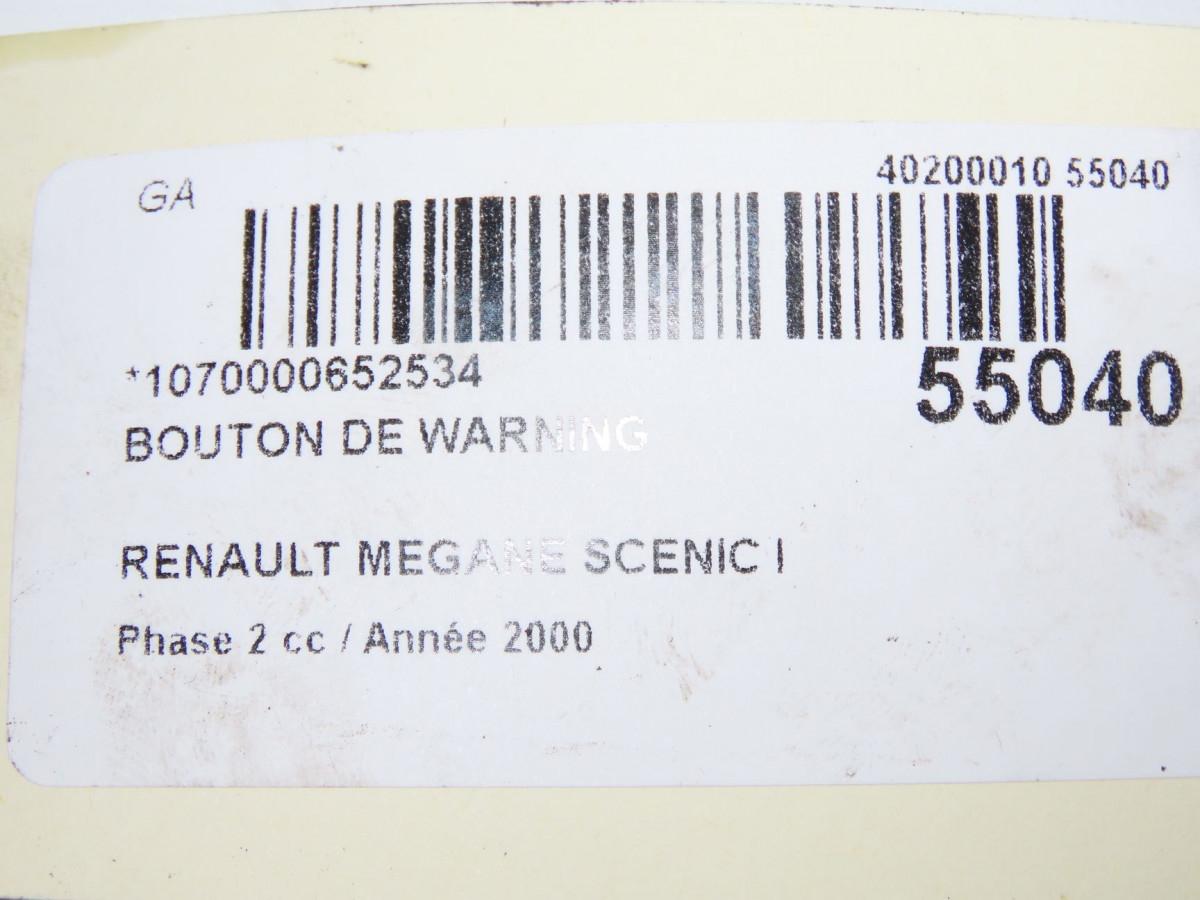 GA
40200010 55040
*1070000652534
55040
BOUTON DE WARNING
RENAULT MEGANE SCENIC I
Phase 2 cc / Année 2000